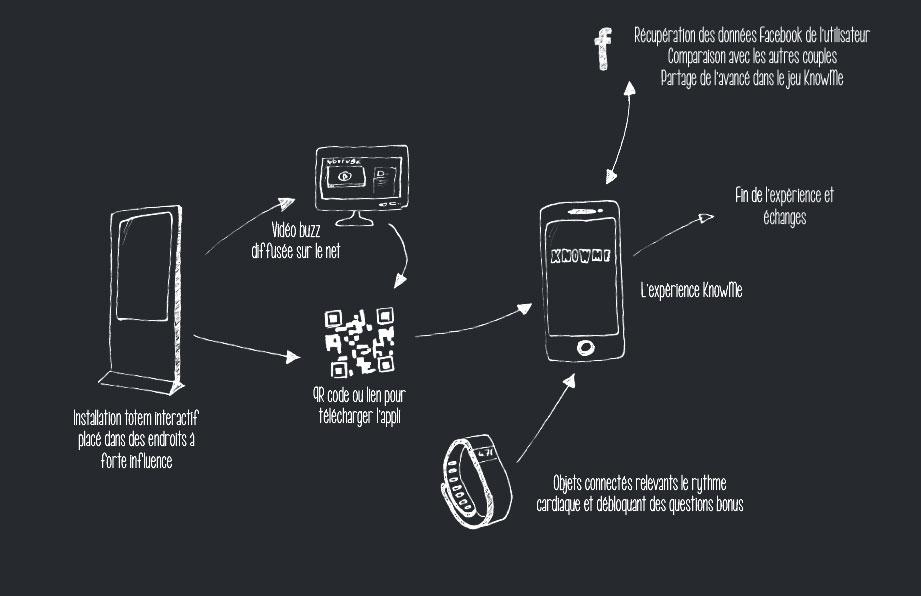 f
Récupération des données Facebook de l'utilisateur
Comparaison avec les autres couples
Partage de l'avancé dans le jeu KnowMe
Vidéo buzz
diffusée sur le net
Fin de l'expérience et
échanges
KNOWME
L'expérience KnowMe
QR code ou lien pour
télécharger l'appli
Installation totem interactif
placé dans des endroits à
forte influence
Objets connectés relevants le rythme
cardiaque et débloquant des questions bonus